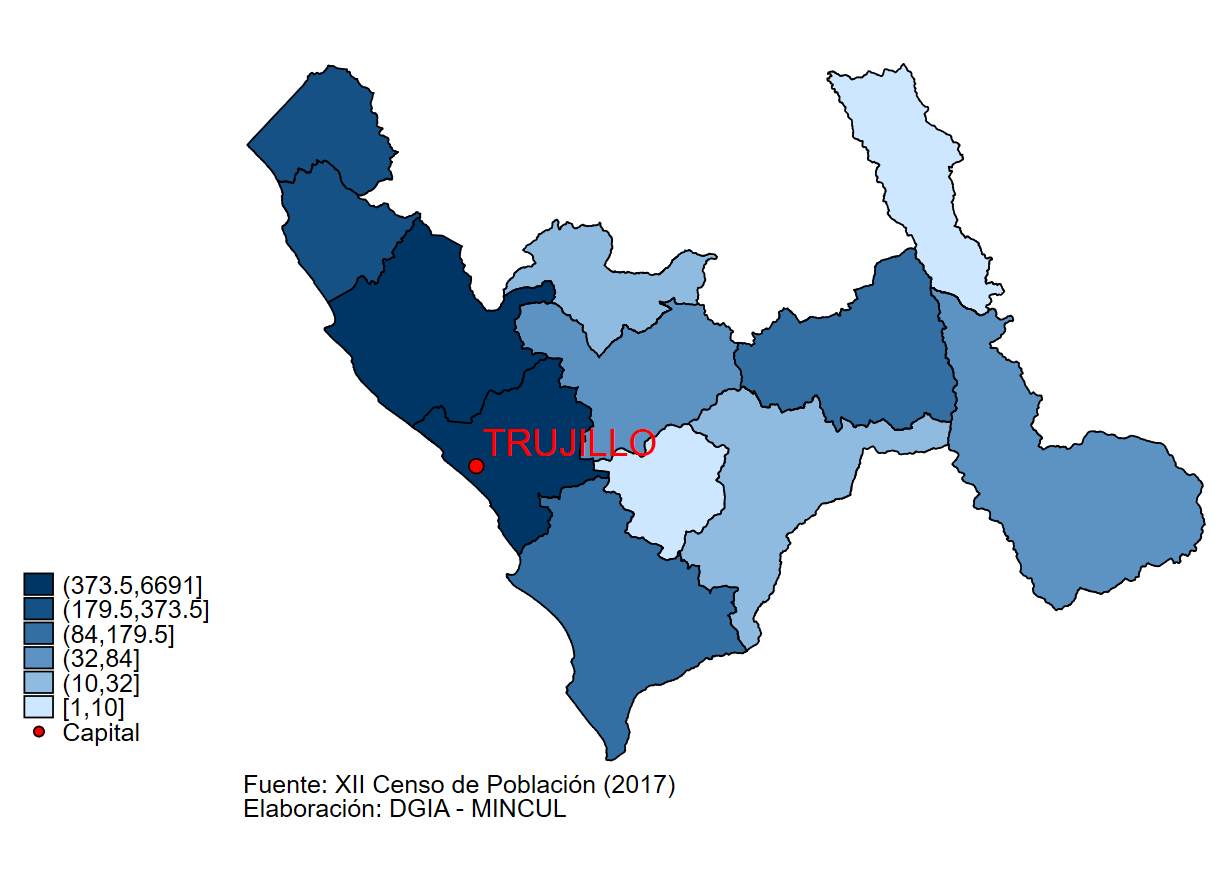 TRUJILLO
(373.5,6691]
(179.5,373.5]
(84,179.5]
(32,84]
(10,32]
[1,10]
Capital
Fuente: XII Censo de Población (2017)
Elaboración: DGIA - MINCUL